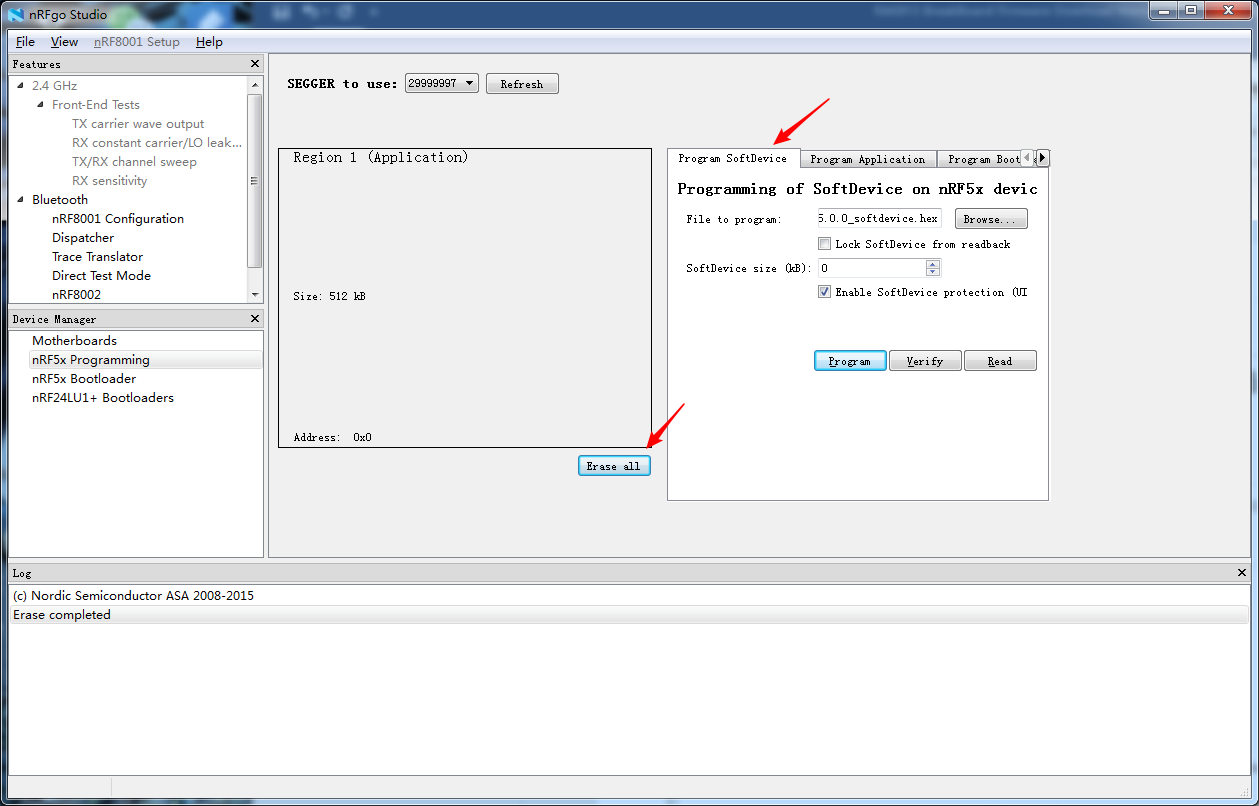 nRFgo Studio
File View nRF8001 Setup Help
Features
2.4 GHz
Front-End Tests
TX carrier wave output
RX constant carrier/LO leak...
TX/RX channel sweep
RX sensitivity
Bluetooth
nRF8001 Configuration
Dispatcher
Trace Translator
Direct Test Mode
nRF8002
Device Manager
Motherboards
nRF5x Programming
nRF5x Bootloader
nRF24LU1+ Bootloaders
SEGGER to use: 29999997 Refresh
Region 1 (Application)
Size: 512 kB
Address: 0x0
Erase all
Program SoftDevice Program Application Program Boot
Programming of SoftDevice on nRF5x devic
File to program: 5.0.0_softdevice.hex Browse...
Lock SoftDevice from readback
SoftDevice size (kB): 0
Enable SoftDevice protection (UI
Program Verify Read
Log
(c) Nordic Semiconductor ASA 2008-2015
Erase completed